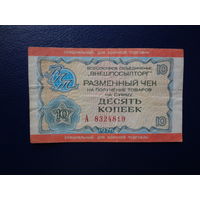 СПЕЦИАЛЬНЫЙ ДЛЯ ВОЕННОЙ ТОРГОВЛИ
ВСЕСОЮЗНОЕ ОБЪЕДИНЕНИЕ
"ВНЕШПОСЫЛТОРГ"
10
РАЗМЕННЫЙ ЧЕК
НА ПОЛУЧЕНИЕ ТОВАРОВ
НА СУММУ
ДЕСЯТЬ
КОПЕЕК
А 8324819
10
СПЕЦИАЛЬНЫЙ ДЛЯ ВОЕННОЙ ТОРГОВЛИ